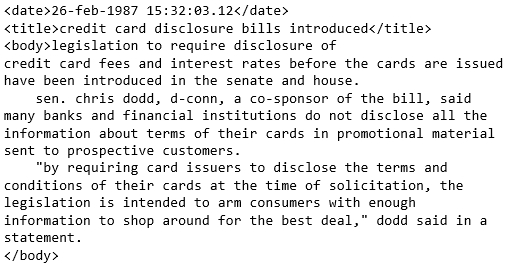 <date>26-feb-1987 15:32:03.12</date>
<title>credit card disclosure bills introduced</title>
<body>legislation to require disclosure of
credit card fees and interest rates before the cards are issued
have been introduced in the senate and house.
    sen. chris dodd, d-conn, a co-sponsor of the bill, said
many banks and financial institutions do not disclose all the
information about terms of their cards in promotional material
sent to prospective customers.
    "by requiring card issuers to disclose the terms and
conditions of their cards at the time of solicitation, the
legislation is intended to arm consumers with enough
information to shop around for the best deal," dodd said in a
statement.
</body>